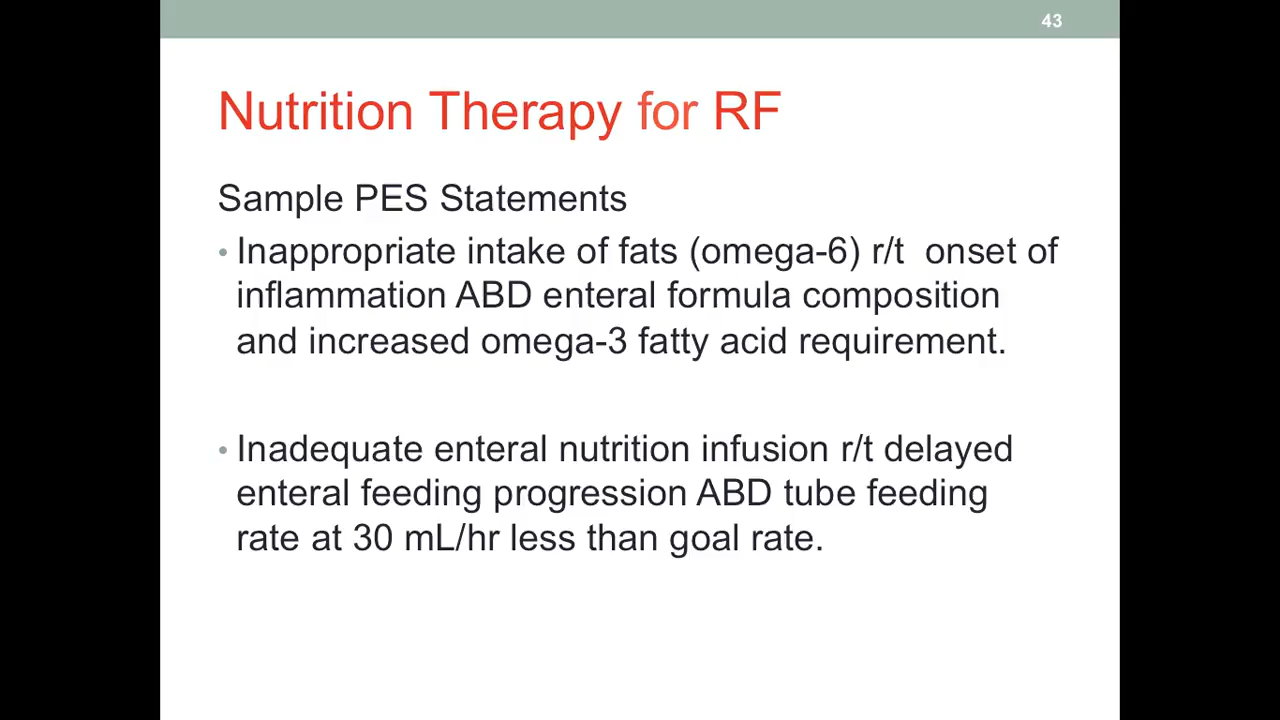 43
Nutrition Therapy for RF
Sample PES Statements
• Inappropriate intake of fats (omega-6) r/t  onset of
inflammation ABD enteral formula composition
and increased omega-3 fatty acid requirement.
• Inadequate enteral nutrition infusion r/t delayed
enteral feeding progression ABD tube feeding
rate at 30 mL/hr less than goal rate.